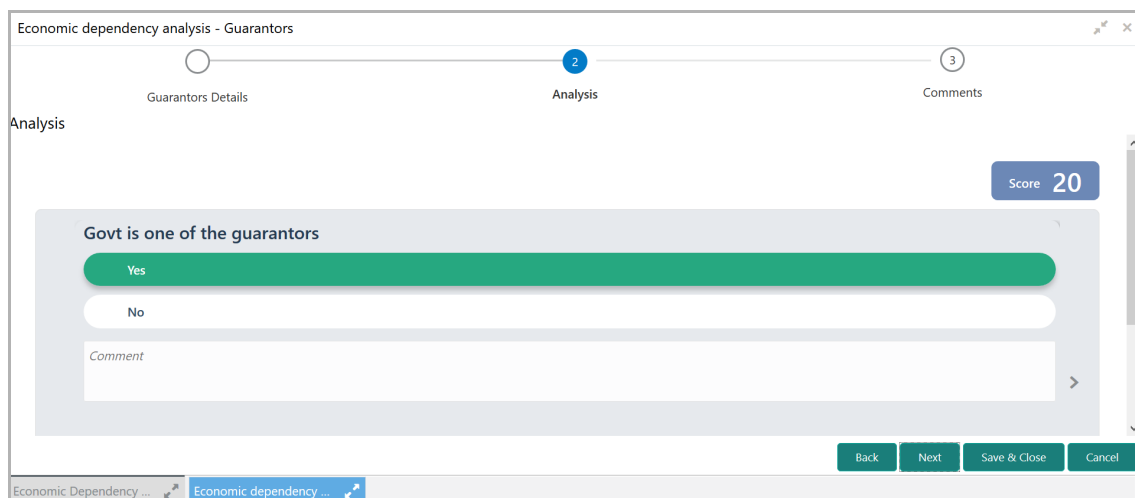 Economic dependency analysis - Guarantors
2
3
Guarantors Details
Analysis
Comments
Analysis
Score 20
Govt is one of the guarantors
Yes
No
Comment
Back
Next
Save & Close
Cancel
Economic Dependency ...
Economic dependency ...